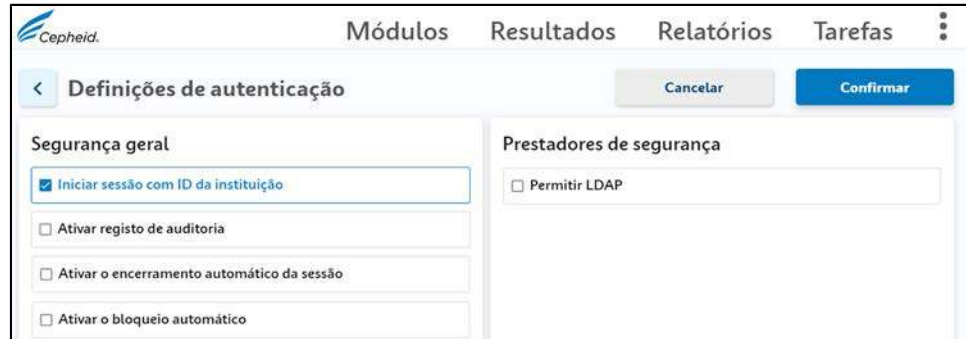 Cepheid.
Módulos Resultados Relatórios Tarefas
Definições de autenticação
Cancelar Confirmar
Segurança geral
Iniciar sessão com ID da instituição
Ativar registo de auditoria
Ativar o encerramento automático da sessão
Ativar o bloqueio automático
Prestadores de segurança
Permitir LDAP